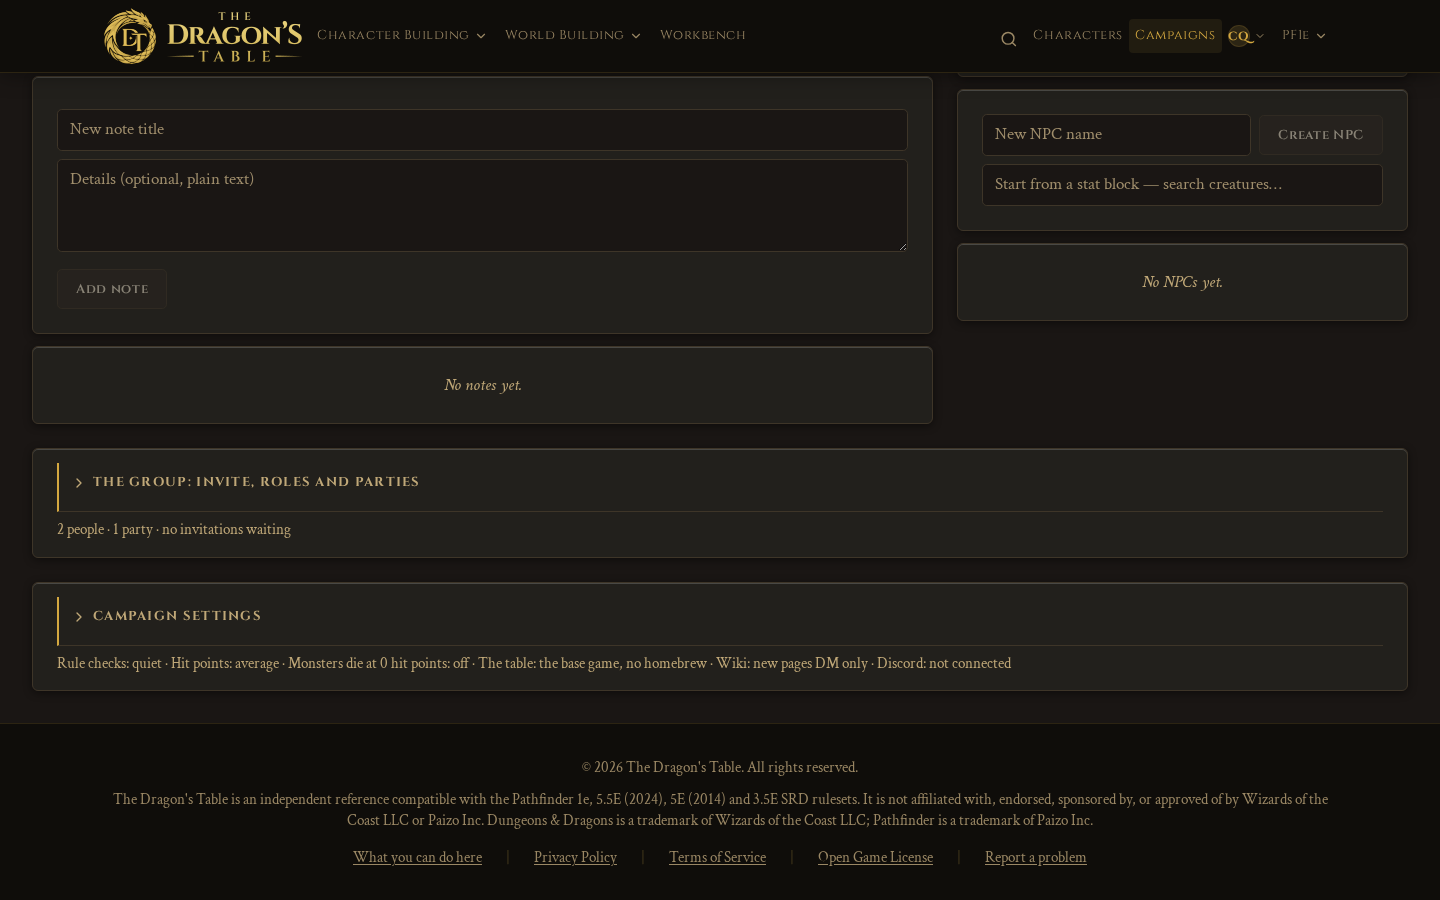 THE
DRAGON'S
TABLE
DT
Character Building
World Building
Workbench
Characters
Campaigns
CQ
PF1e
New note title
Details (optional, plain text)
Add note
No notes yet.
New NPC name
Create NPC
Start from a stat block — search creatures…
No NPCs yet.
The Group: Invite, Roles and Parties
2 people · 1 party · no invitations waiting
Campaign Settings
Rule checks: quiet · Hit points: average · Monsters die at 0 hit points: off · The table: the base game, no homebrew · Wiki: new pages DM only · Discord: not connected
© 2026 The Dragon's Table. All rights reserved.
The Dragon's Table is an independent reference compatible with the Pathfinder 1e, 5.5E (2024), 5E (2014) and 3.5E SRD rulesets. It is not affiliated with, endorsed, sponsored by, or approved of by Wizards of the
Coast LLC or Paizo Inc. Dungeons & Dragons is a trademark of Wizards of the Coast LLC; Pathfinder is a trademark of Paizo Inc.
What you can do here
Privacy Policy
Terms of Service
Open Game License
Report a problem